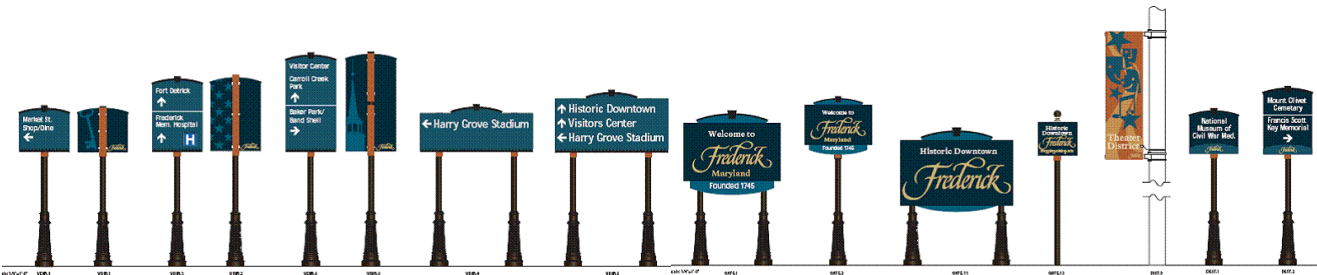 Market St.
Shop/Dine
←
Fort Detrick
↑
Frederick
Mem. Hospital
↑ H
Visitor Center
↑
Carroll Creek
Park
↑
Baker Park/
Band Shell
→
← Harry Grove Stadium
↑ Historic Downtown
↑ Visitors Center
← Harry Grove Stadium
Welcome to
Frederick
Maryland
Founded 1745
Welcome to
Frederick
Maryland
Founded 1745
Historic Downtown
Frederick
Historic
Downtown
Frederick
Theater
District
National
Museum of
Civil War Med.
Mount Olivet
Cemetary
Francis Scott
Key Memorial
→